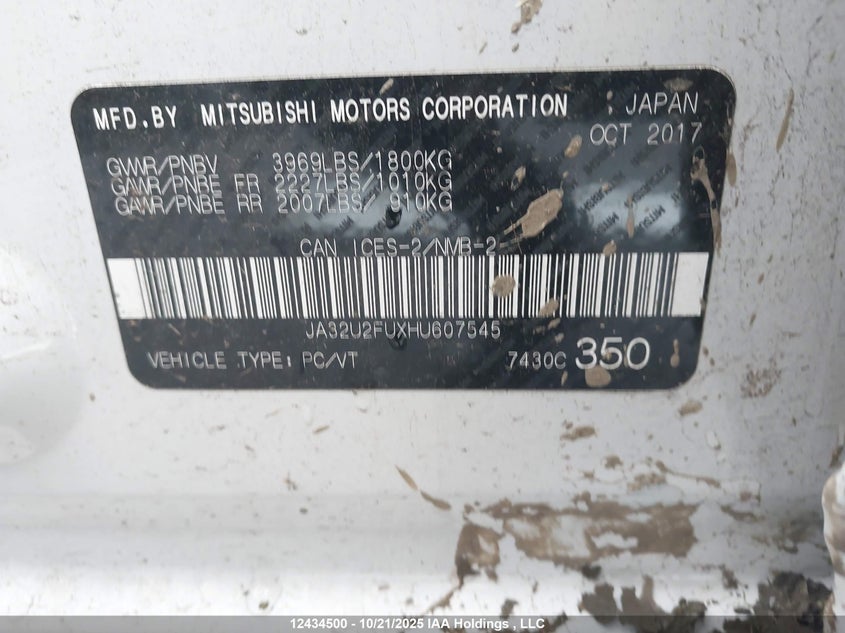 MFD.BY MITSUBISHI MOTORS CORPORATION JAPAN
OCT 2017
GVWR/PNBV 3969LBS/1800KG
GAWR/PNBE FR 2227LBS/1010KG
GAWR/PNBE RR 2007LBS/ 910KG
CAN ICES-2/NMB-2
JA32U2FUXHU607545
VEHICLE TYPE: PC/VT 7430C 350
12434500 - 10/21/2025 IAA Holdings , LLC